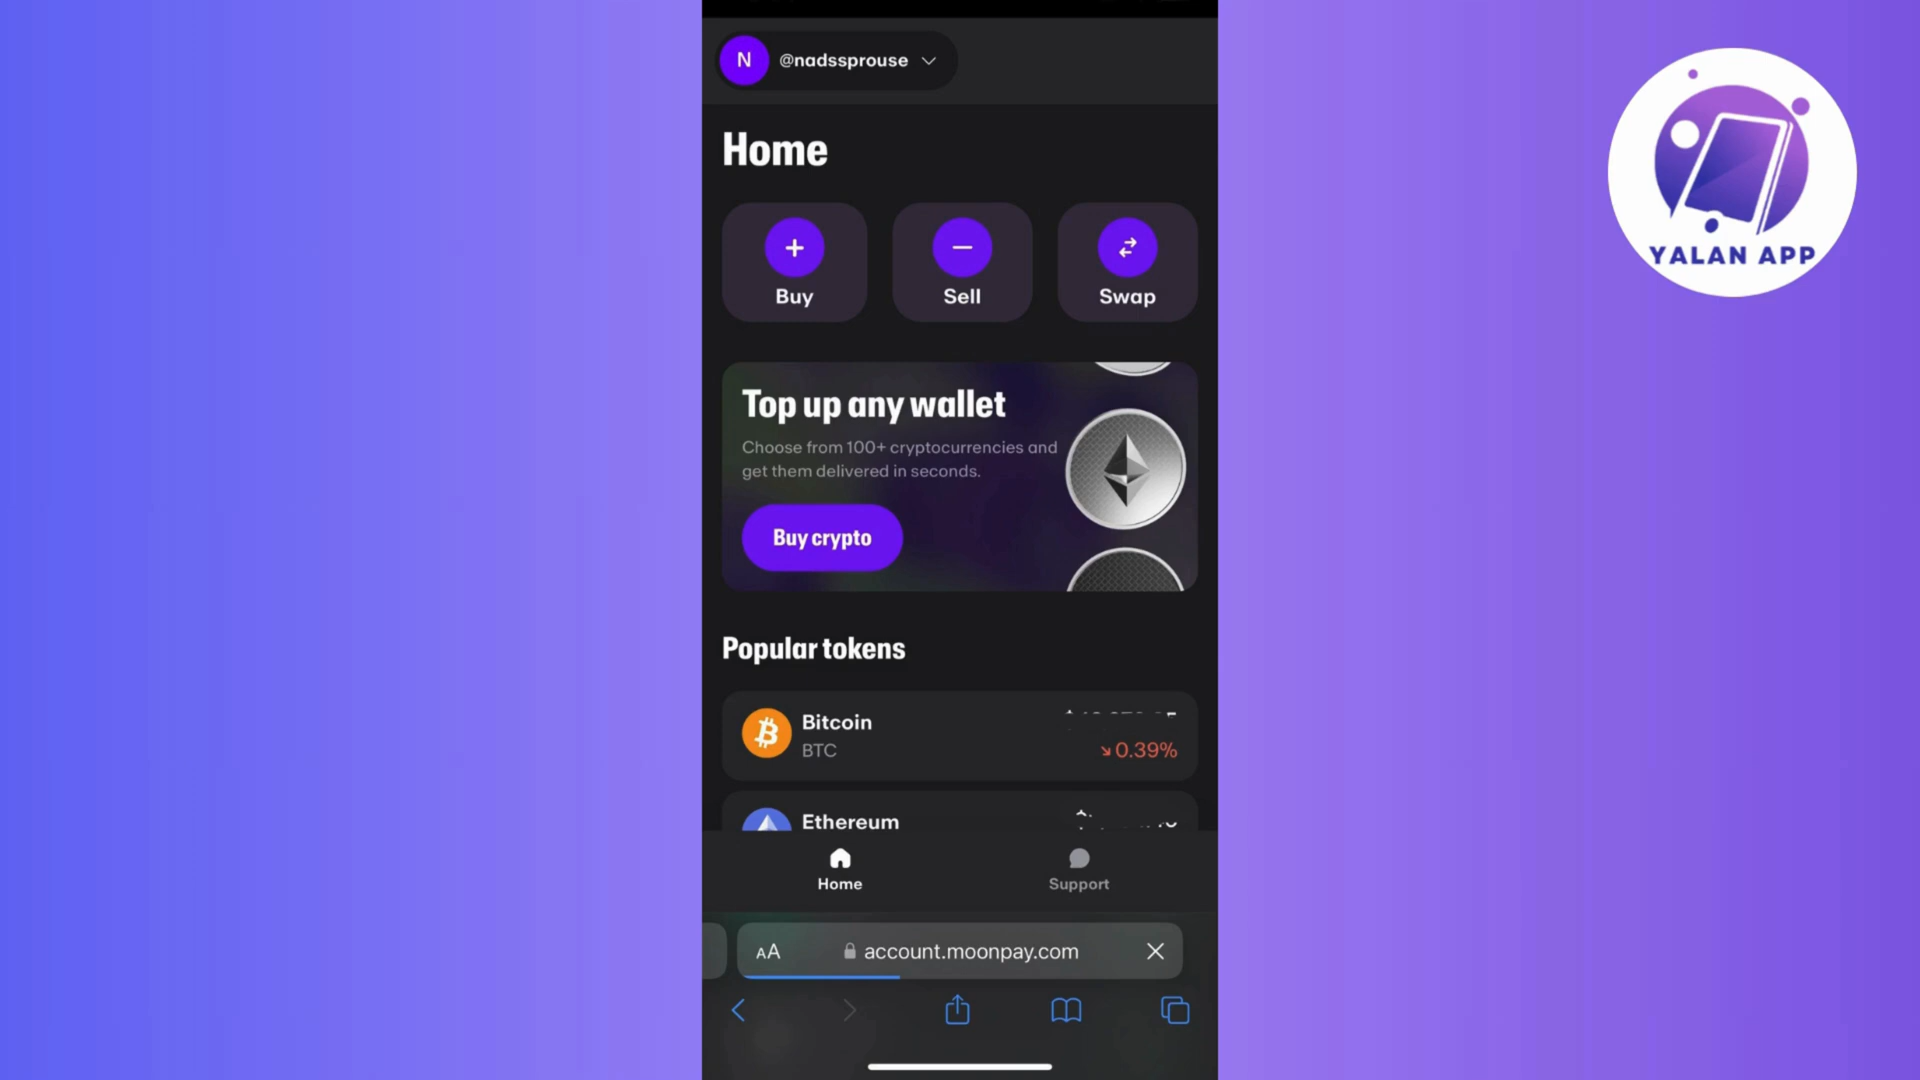 N
@nadssprouse
Home
Buy
Sell
Swap
Top up any wallet
Choose from 100+ cryptocurrencies and
get them delivered in seconds.
Buy crypto
Popular tokens
Bitcoin
BTC
0.39%
Ethereum
Home
Support
AA
account.moonpay.com
YALAN APP